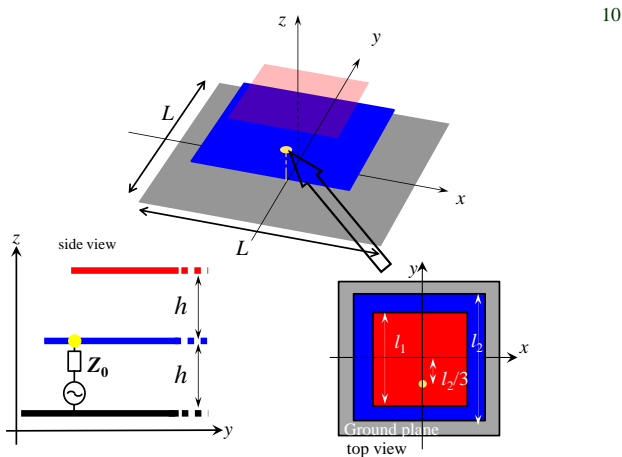 10
z
y
L
x
L
z
side view
h
Z₀
h
y
y
l₁
l₂
x
l₂/3
Ground plane
top view